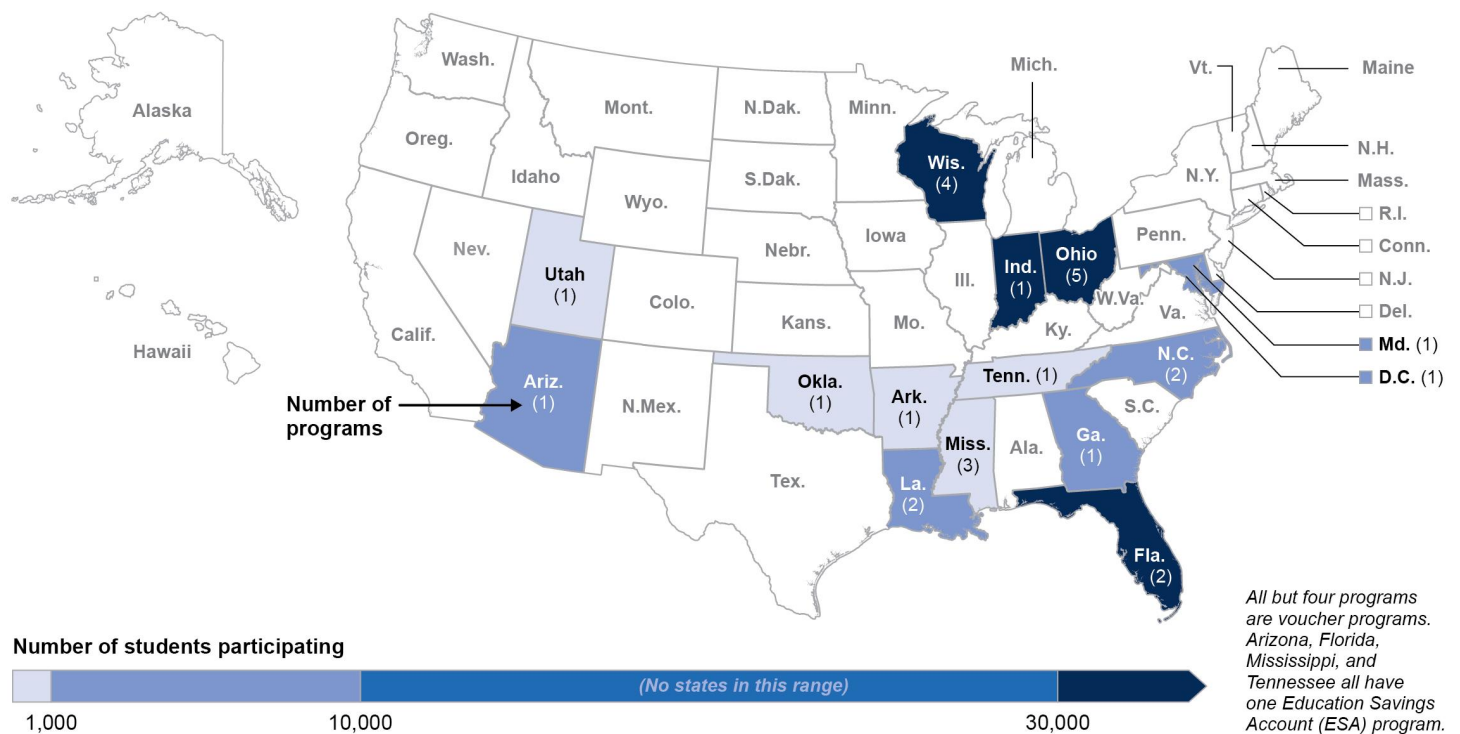 Alaska
Hawaii
Wash.
Oreg.
Calif.
Nev.
Idaho
Mont.
Wyo.
Utah
(1)
Colo.
Ariz.
(1)
N.Mex.
Number of
programs
N.Dak.
S.Dak.
Nebr.
Kans.
Okla.
(1)
Tex.
Minn.
Iowa
Mo.
Ark.
(1)
La.
(2)
Wis.
(4)
Ill.
Mich.
Ind.
(1)
Ohio
(5)
Ky.
Tenn. (1)
Miss.
(3)
Ala.
Ga.
(1)
Fla.
(2)
S.C.
N.C.
(2)
Va.
W.Va.
Penn.
N.Y.
Vt.
Maine
N.H.
Mass.
R.I.
Conn.
N.J.
Del.
Md. (1)
D.C. (1)
Number of students participating
(No states in this range)
1,000
10,000
30,000
All but four programs
are voucher programs.
Arizona, Florida,
Mississippi, and
Tennessee all have
one Education Savings
Account (ESA) program.